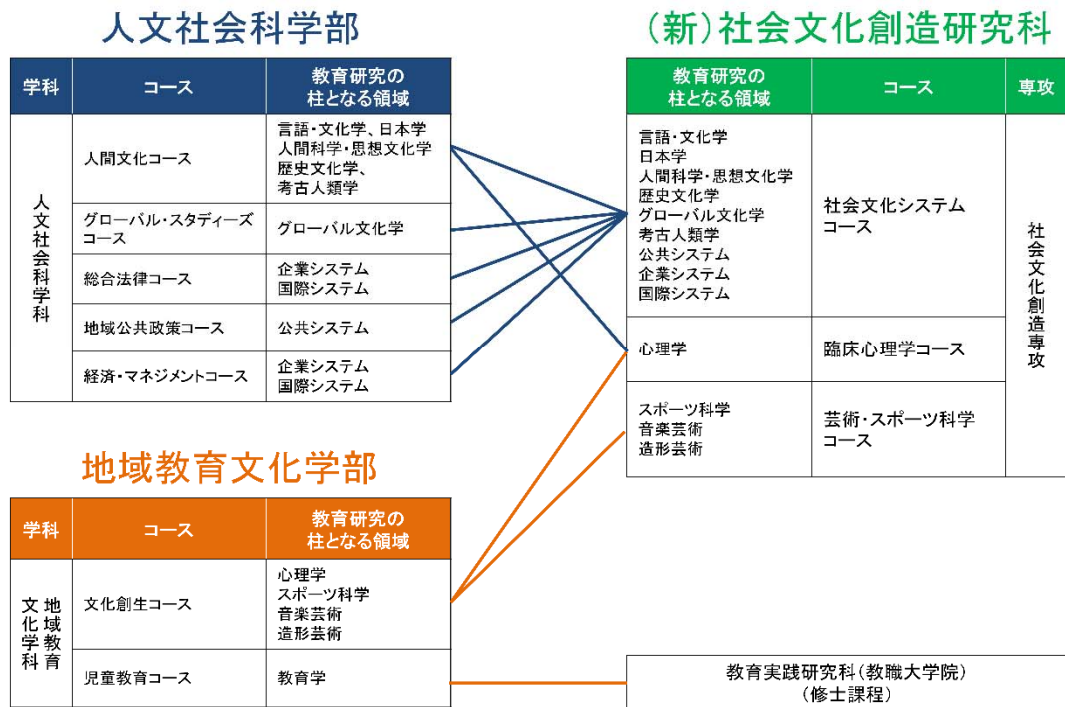 人文社会科学部
学科
コース
教育研究の
柱となる領域
人文社会科学科
人間文化コース
言語・文化学、日本学
人間科学・思想文化学
歴史文化学、
考古人類学
グローバル・スタディーズ
コース
グローバル文化学
総合法律コース
企業システム
国際システム
地域公共政策コース
公共システム
経済・マネジメントコース
企業システム
国際システム
(新)社会文化創造研究科
教育研究の
柱となる領域
コース
専攻
言語・文化学
日本学
人間科学・思想文化学
歴史文化学
グローバル文化学
考古人類学
公共システム
企業システム
国際システム
社会文化システム
コース
社会文化創造専攻
心理学
臨床心理学コース
スポーツ科学
音楽芸術
造形芸術
芸術・スポーツ科学
コース
地域教育文化学部
学科
コース
教育研究の
柱となる領域
地域教育
文化学科
文化創生コース
心理学
スポーツ科学
音楽芸術
造形芸術
児童教育コース
教育学
教育実践研究科(教職大学院)
(修士課程)